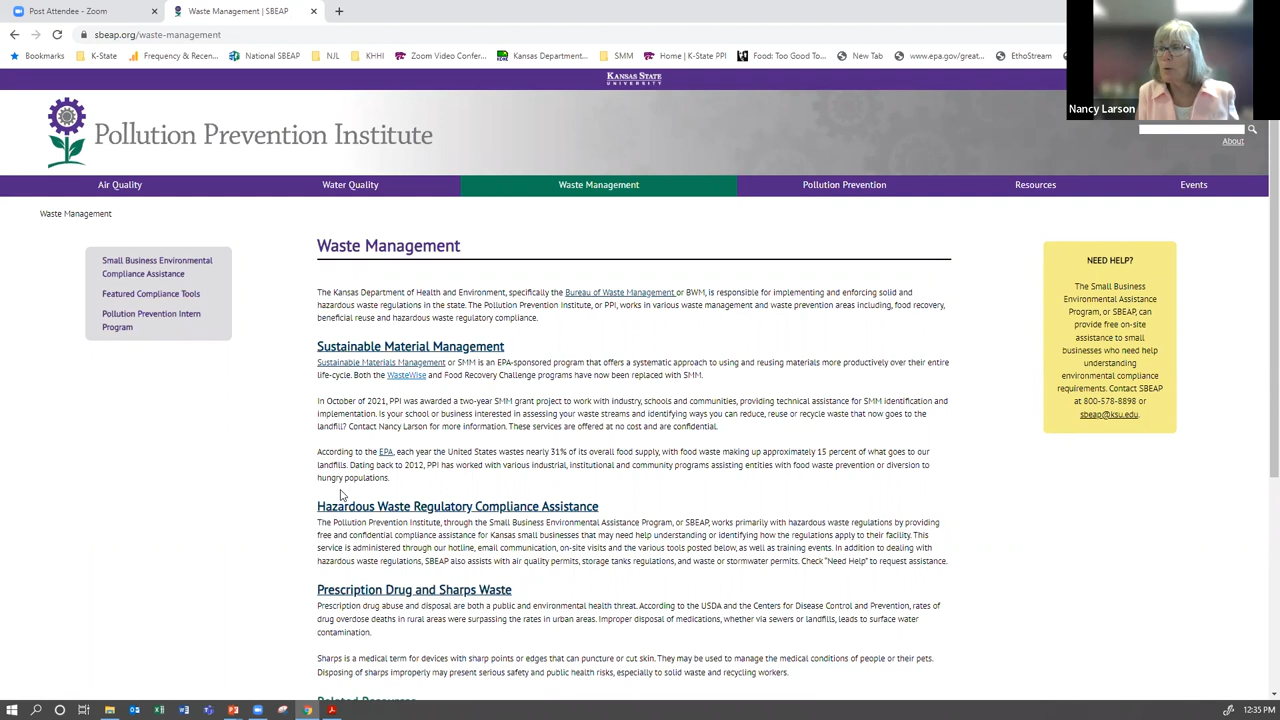 Post Attendee - Zoom
Waste Management | SBEAP
sbeap.org/waste-management
Bookmarks K-State Frequency & Recen... National SBEAP NJL KHHI Zoom Video Confer... Kansas Department... SMM Home | K-State PPI Food: Too Good To... New Tab www.epa.gov/great... EthoStream
Nancy Larson
KANSAS STATE
UNIVERSITY
Pollution Prevention Institute
About
Air Quality Water Quality Waste Management Pollution Prevention Resources Events
Waste Management
Small Business Environmental
Compliance Assistance
Featured Compliance Tools
Pollution Prevention Intern
Program
Waste Management
The Kansas Department of Health and Environment, specifically the Bureau of Waste Management or BWM, is responsible for implementing and enforcing solid and
hazardous waste regulations in the state. The Pollution Prevention Institute, or PPI, works in various waste management and waste prevention areas including, food recovery,
beneficial reuse and hazardous waste regulatory compliance.
Sustainable Material Management
Sustainable Materials Management or SMM is an EPA-sponsored program that offers a systematic approach to using and reusing materials more productively over their entire
life-cycle. Both the WasteWise and Food Recovery Challenge programs have now been replaced with SMM.
In October of 2021, PPI was awarded a two-year SMM grant project to work with industry, schools and communities, providing technical assistance for SMM identification and
implementation. Is your school or business interested in assessing your waste streams and identifying ways you can reduce, reuse or recycle waste that now goes to the
landfill? Contact Nancy Larson for more information. These services are offered at no cost and are confidential.
According to the EPA, each year the United States wastes nearly 31% of its overall food supply, with food waste making up approximately 15 percent of what goes to our
landfills. Dating back to 2012, PPI has worked with various industrial, institutional and community programs assisting entities with food waste prevention or diversion to
hungry populations.
Hazardous Waste Regulatory Compliance Assistance
The Pollution Prevention Institute, through the Small Business Environmental Assistance Program, or SBEAP, works primarily with hazardous waste regulations by providing
free and confidential compliance assistance for Kansas small businesses that may need help understanding or identifying how the regulations apply to their facility. This
service is administered through our hotline, email communication, on-site visits and the various tools posted below, as well as training events. In addition to dealing with
hazardous waste regulations, SBEAP also assists with air quality permits, storage tanks regulations, and waste or stormwater permits. Check "Need Help" to request assistance.
Prescription Drug and Sharps Waste
Prescription drug abuse and disposal are both a public and environmental health threat. According to the USDA and the Centers for Disease Control and Prevention, rates of
drug overdose deaths in rural areas were surpassing the rates in urban areas. Improper disposal of medications, whether via sewers or landfills, leads to surface water
contamination.
Sharps is a medical term for devices with sharp points or edges that can puncture or cut skin. They may be used to manage the medical conditions of people or their pets.
Disposing of sharps improperly may present serious safety and public health risks, especially to solid waste and recycling workers.
Related Resources
NEED HELP?
The Small Business
Environmental Assistance
Program, or SBEAP, can
provide free on-site
assistance to small
businesses who need help
understanding
environmental compliance
requirements. Contact SBEAP
at 800-578-8898 or
sbeap@ksu.edu.
12:35 PM